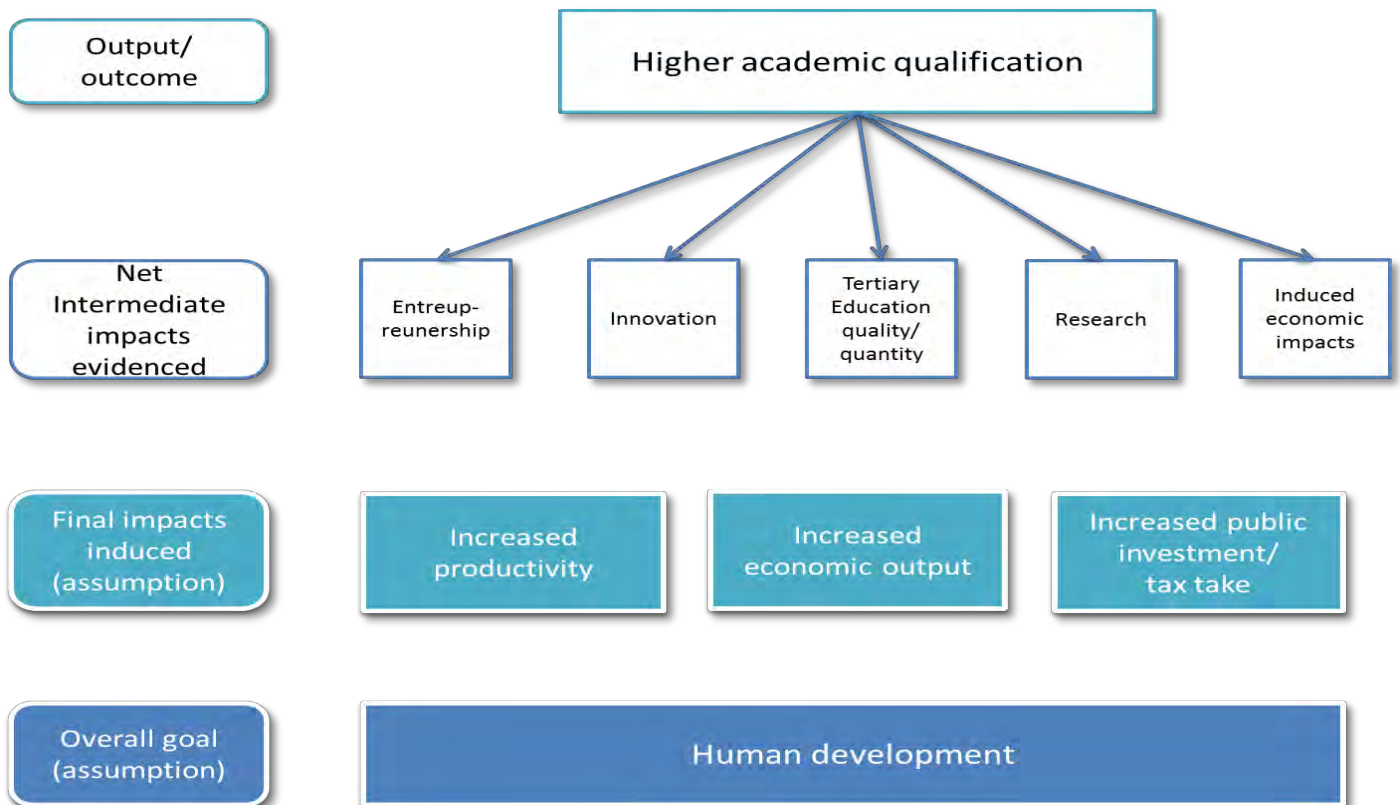 Output/
outcome
Higher academic qualification
Net
Intermediate
impacts
evidenced
Entreup-
reunership
Innovation
Tertiary
Education
quality/
quantity
Research
Induced
economic
impacts
Final impacts
induced
(assumption)
Increased
productivity
Increased
economic output
Increased public
investment/
tax take
Overall goal
(assumption)
Human development